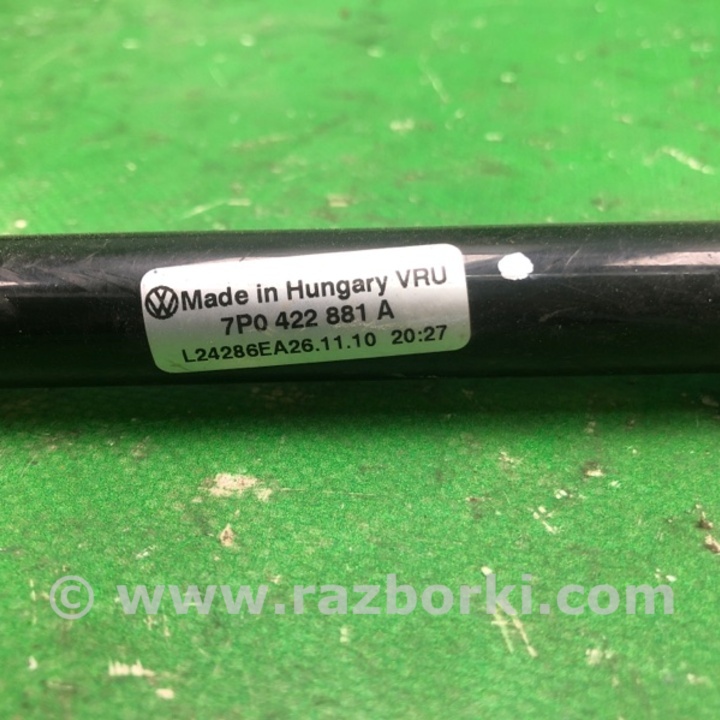 Made in Hungary VRU
7P0 422 881 A
L24286EA26.11.10 20:27
© www.razborki.com